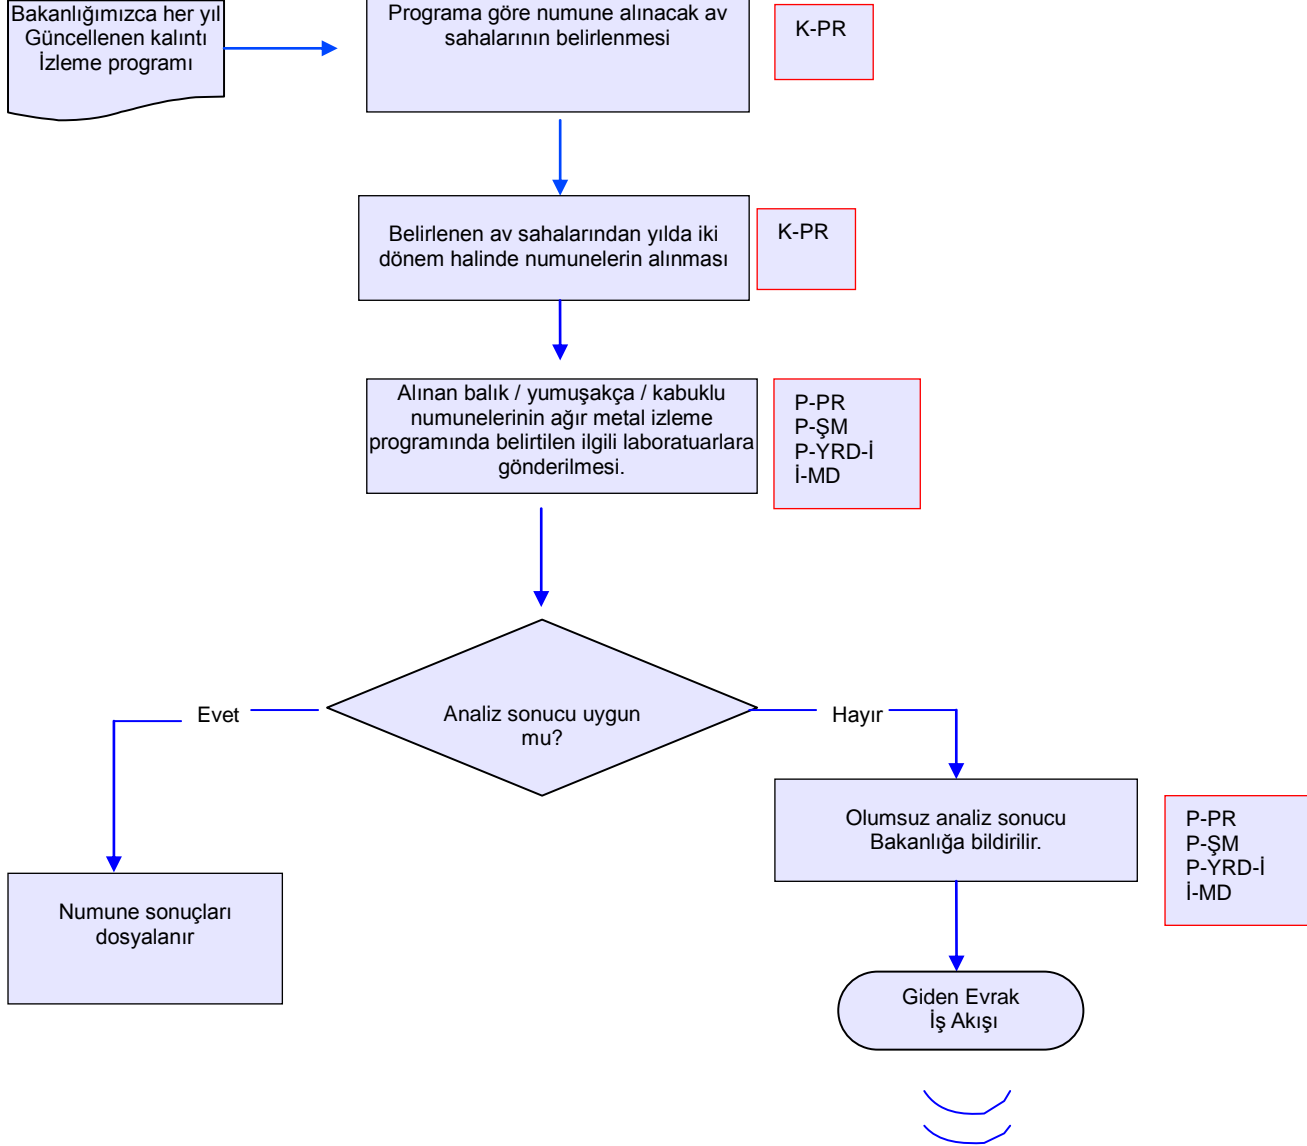 Bakanlığımızca her yıl
Güncellenen kalıntı
İzleme programı
Programa göre numune alınacak av
sahalarının belirlenmesi
K-PR
Belirlenen av sahalarından yılda iki
dönem halinde numunelerin alınması
K-PR
Alınan balık / yumuşakça / kabuklu
numunelerinin ağır metal izleme
programında belirtilen ilgili laboratuarlara
gönderilmesi.
P-PR
P-ŞM
P-YRD-İ
İ-MD
Analiz sonucu uygun
mu?
Evet
Hayır
Olumsuz analiz sonucu
Bakanlığa bildirilir.
P-PR
P-ŞM
P-YRD-İ
İ-MD
Numune sonuçları
dosyalanır
Giden Evrak
İş Akışı